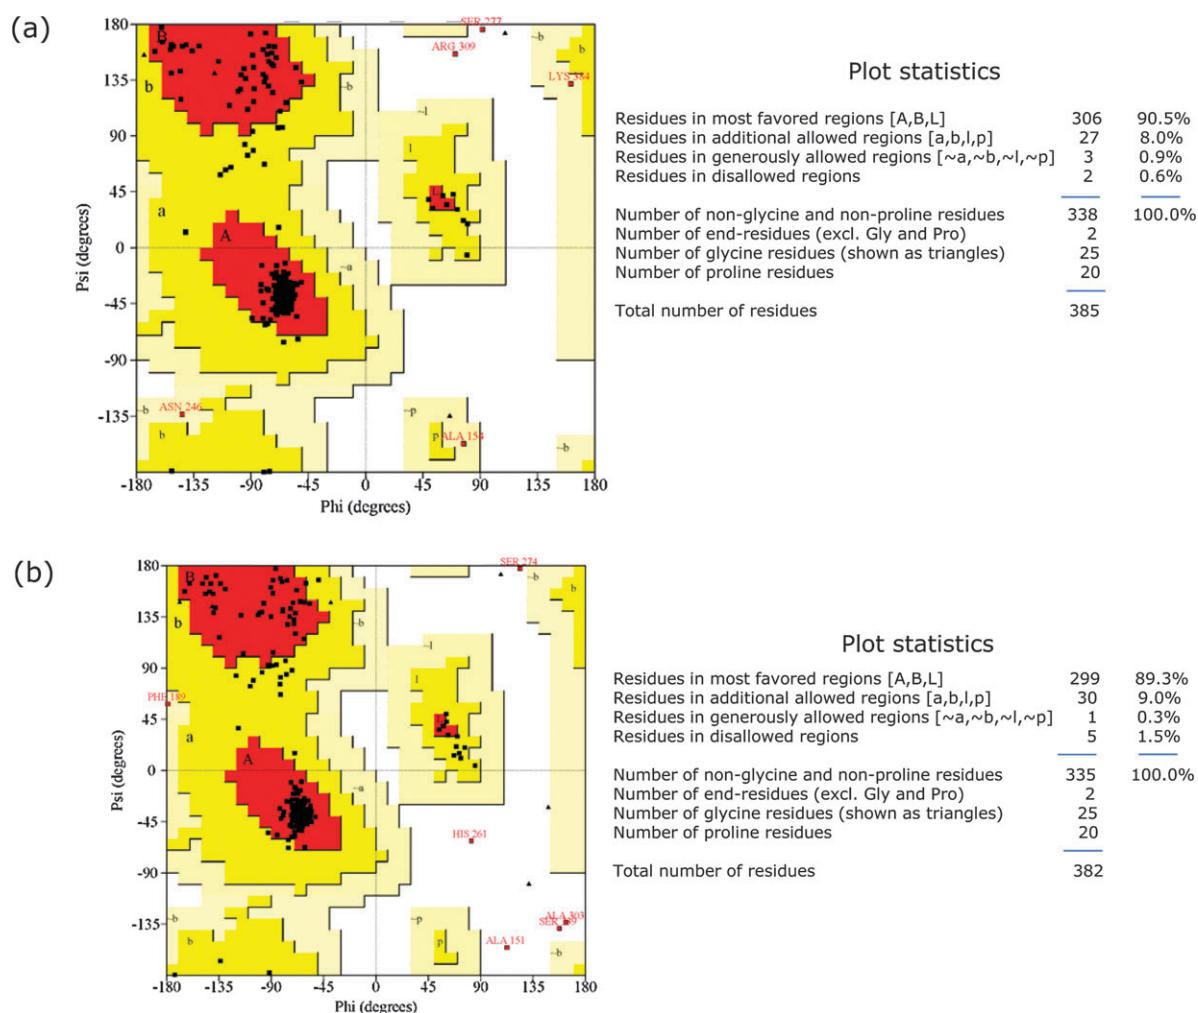 (a)
180
135
90
45
0
-45
-90
-135
-180
-135
-90
-45
0
45
90
135
180
Psi (degrees)
Phi (degrees)
B
b
a
A
~b
~a
~l
l
L
~p
p
~b
b
~b
b
~b
SER 277
ARG 309
LYS 384
ASN 246
ALA 154
Plot statistics
Residues in most favored regions [A,B,L] 306 90.5%
Residues in additional allowed regions [a,b,l,p] 27 8.0%
Residues in generously allowed regions [~a,~b,~l,~p] 3 0.9%
Residues in disallowed regions 2 0.6%
Number of non-glycine and non-proline residues 338 100.0%
Number of end-residues (excl. Gly and Pro) 2
Number of glycine residues (shown as triangles) 25
Number of proline residues 20
Total number of residues 385
(b)
180
135
90
45
0
-45
-90
-135
-180
-135
-90
-45
0
45
90
135
180
Psi (degrees)
Phi (degrees)
B
b
a
A
~b
~a
~l
l
~p
p
~b
b
~b
b
~b
SER 274
PHE 189
HIS 261
ALA 303
ALA 151
Plot statistics
Residues in most favored regions [A,B,L] 299 89.3%
Residues in additional allowed regions [a,b,l,p] 30 9.0%
Residues in generously allowed regions [~a,~b,~l,~p] 1 0.3%
Residues in disallowed regions 5 1.5%
Number of non-glycine and non-proline residues 335 100.0%
Number of end-residues (excl. Gly and Pro) 2
Number of glycine residues (shown as triangles) 25
Number of proline residues 20
Total number of residues 382